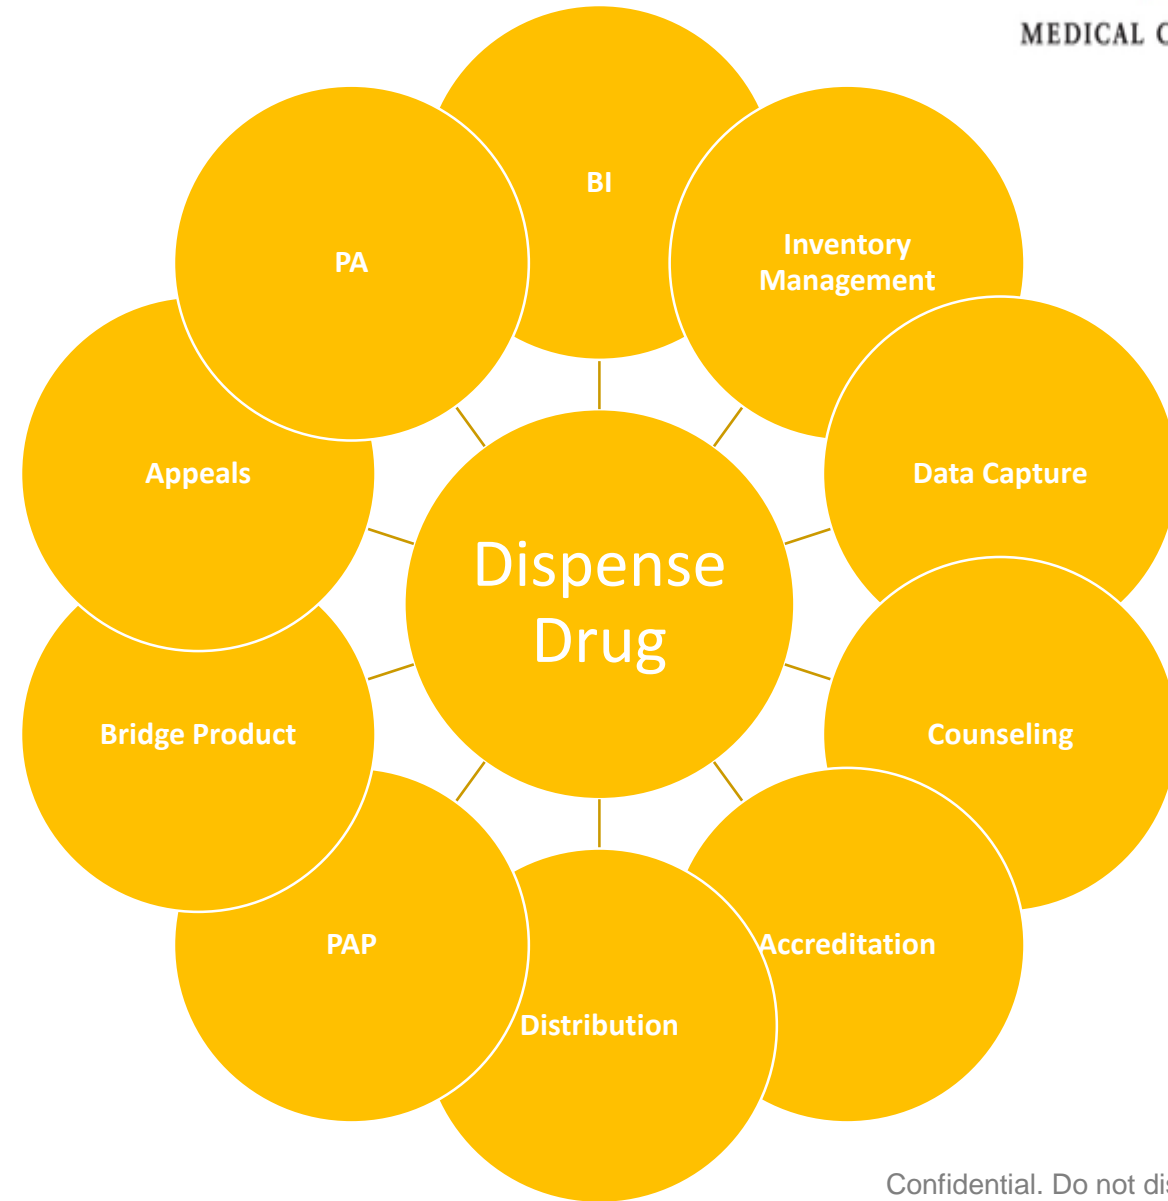 MEDICAL
BI
PA
Inventory
Management
Appeals
Data Capture
Dispense
Drug
Bridge Product
Counseling
PAP
Accreditation
Distribution
Confidential. Do not